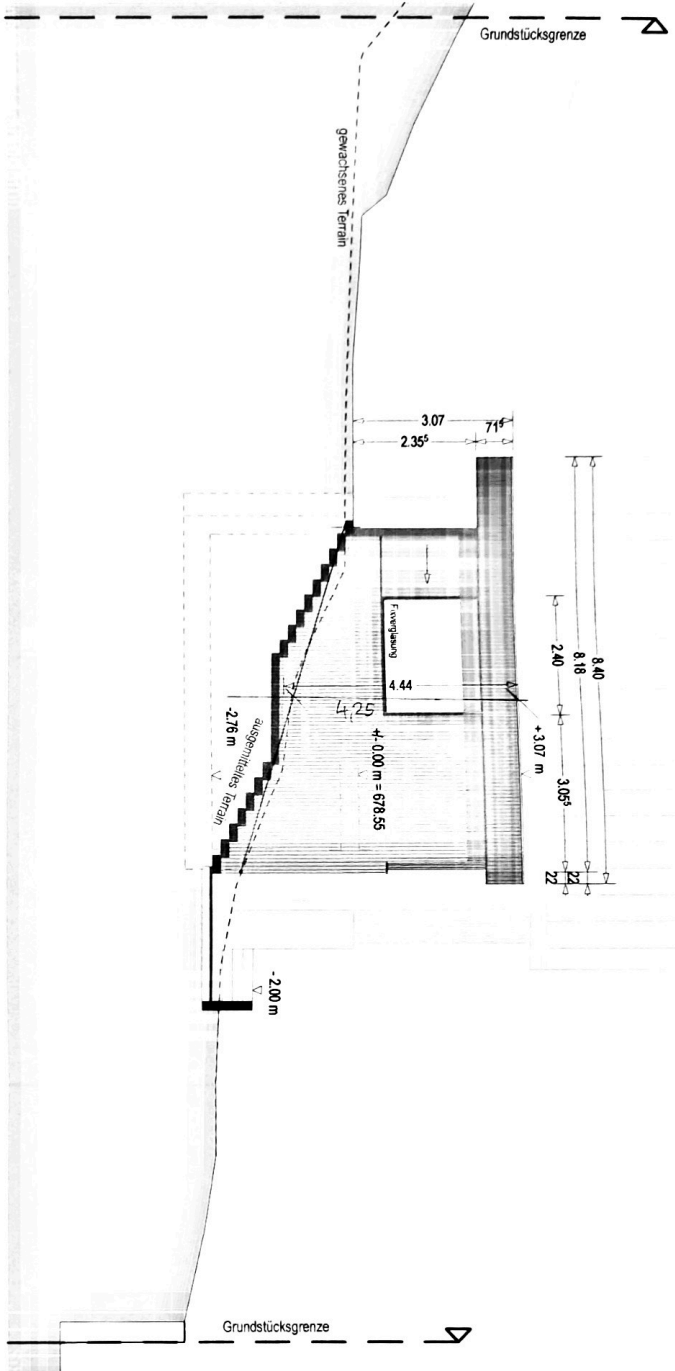 Grundstücksgrenze
gewachsenes Terrain
3.07
2.35⁵
71⁵
Fixverglasung
2.40
8.18
8.40
4.44
4,25
+ 3.07 m
+/- 0.00 m = 678.55
-2.76 m
ausgemitteltes Terrain
3.05⁵
22
22
- 2.00 m
Grundstücksgrenze